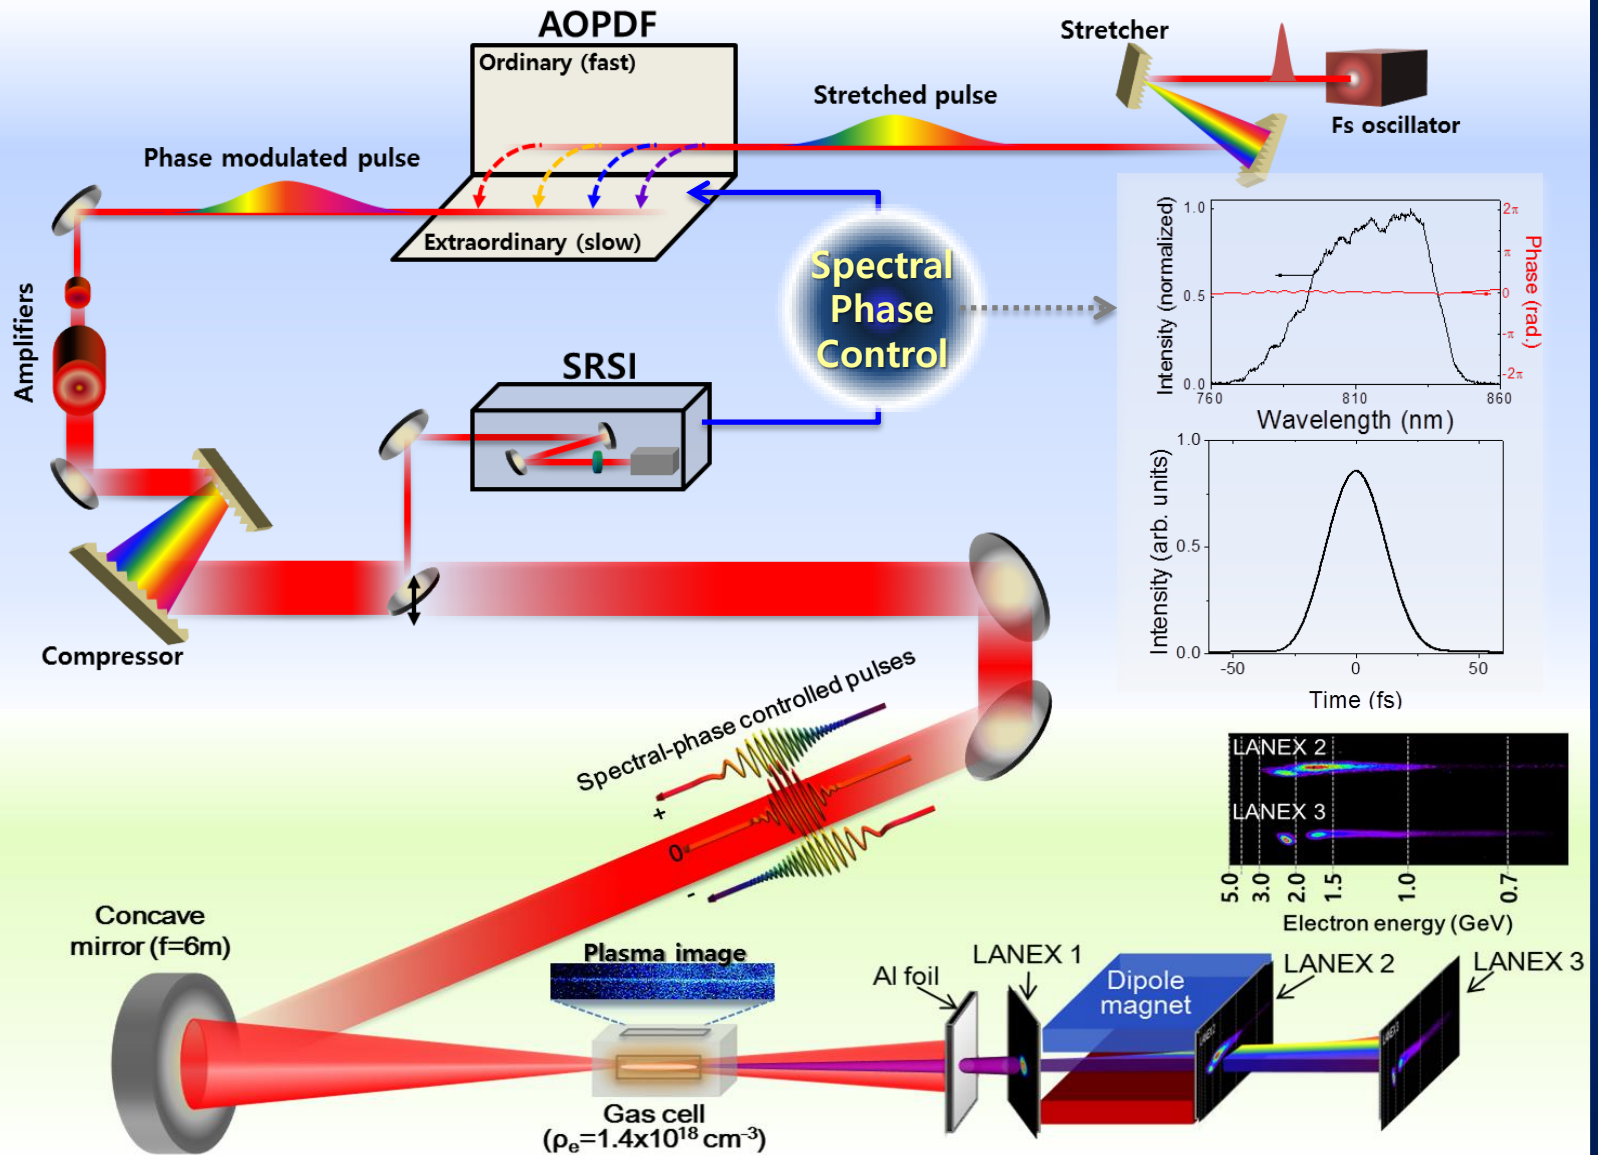 AOPDF
Ordinary (fast)
Extraordinary (slow)
Stretcher
Fs oscillator
Stretched pulse
Phase modulated pulse
Amplifiers
Spectral
Phase
Control
SRSI
Compressor
Intensity (normalized)
1.0
0.5
0.0
760
810
860
Wavelength (nm)
2π
π
0
-π
-2π
Phase (rad.)
Intensity (arb. units)
1.0
0.5
0.0
-50
0
50
Time (fs)
Spectral-phase controlled pulses
+
0
-
LANEX 2
LANEX 3
5.0
3.0
2.0
1.5
1.0
0.7
Electron energy (GeV)
Concave
mirror (f=6m)
Plasma image
Gas cell
(ρₑ=1.4x10¹⁸ cm⁻³)
Al foil
LANEX 1
Dipole
magnet
LANEX 2
LANEX 3
LANEX2
LANEX3